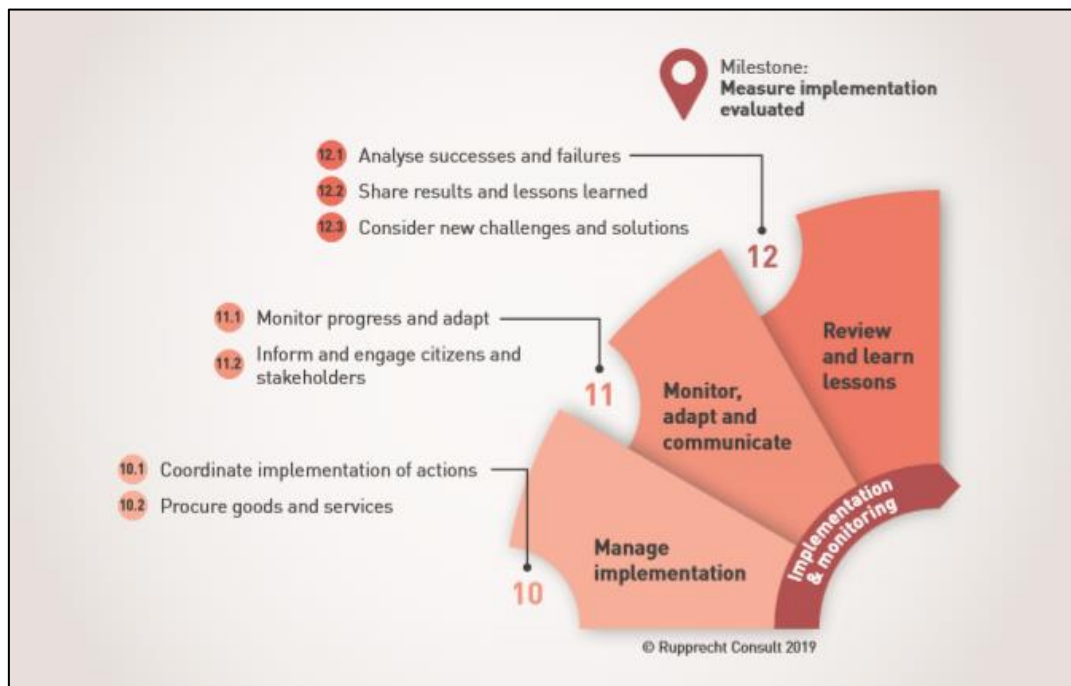 Milestone:
Measure implementation
evaluated
12.1 Analyse successes and failures
12.2 Share results and lessons learned
12.3 Consider new challenges and solutions
12
Review
and learn
lessons
11.1 Monitor progress and adapt
11.2 Inform and engage citizens and
stakeholders
11
Monitor,
adapt and
communicate
10.1 Coordinate implementation of actions
10.2 Procure goods and services
10
Manage
implementation
Implementation
& monitoring
© Rupprecht Consult 2019